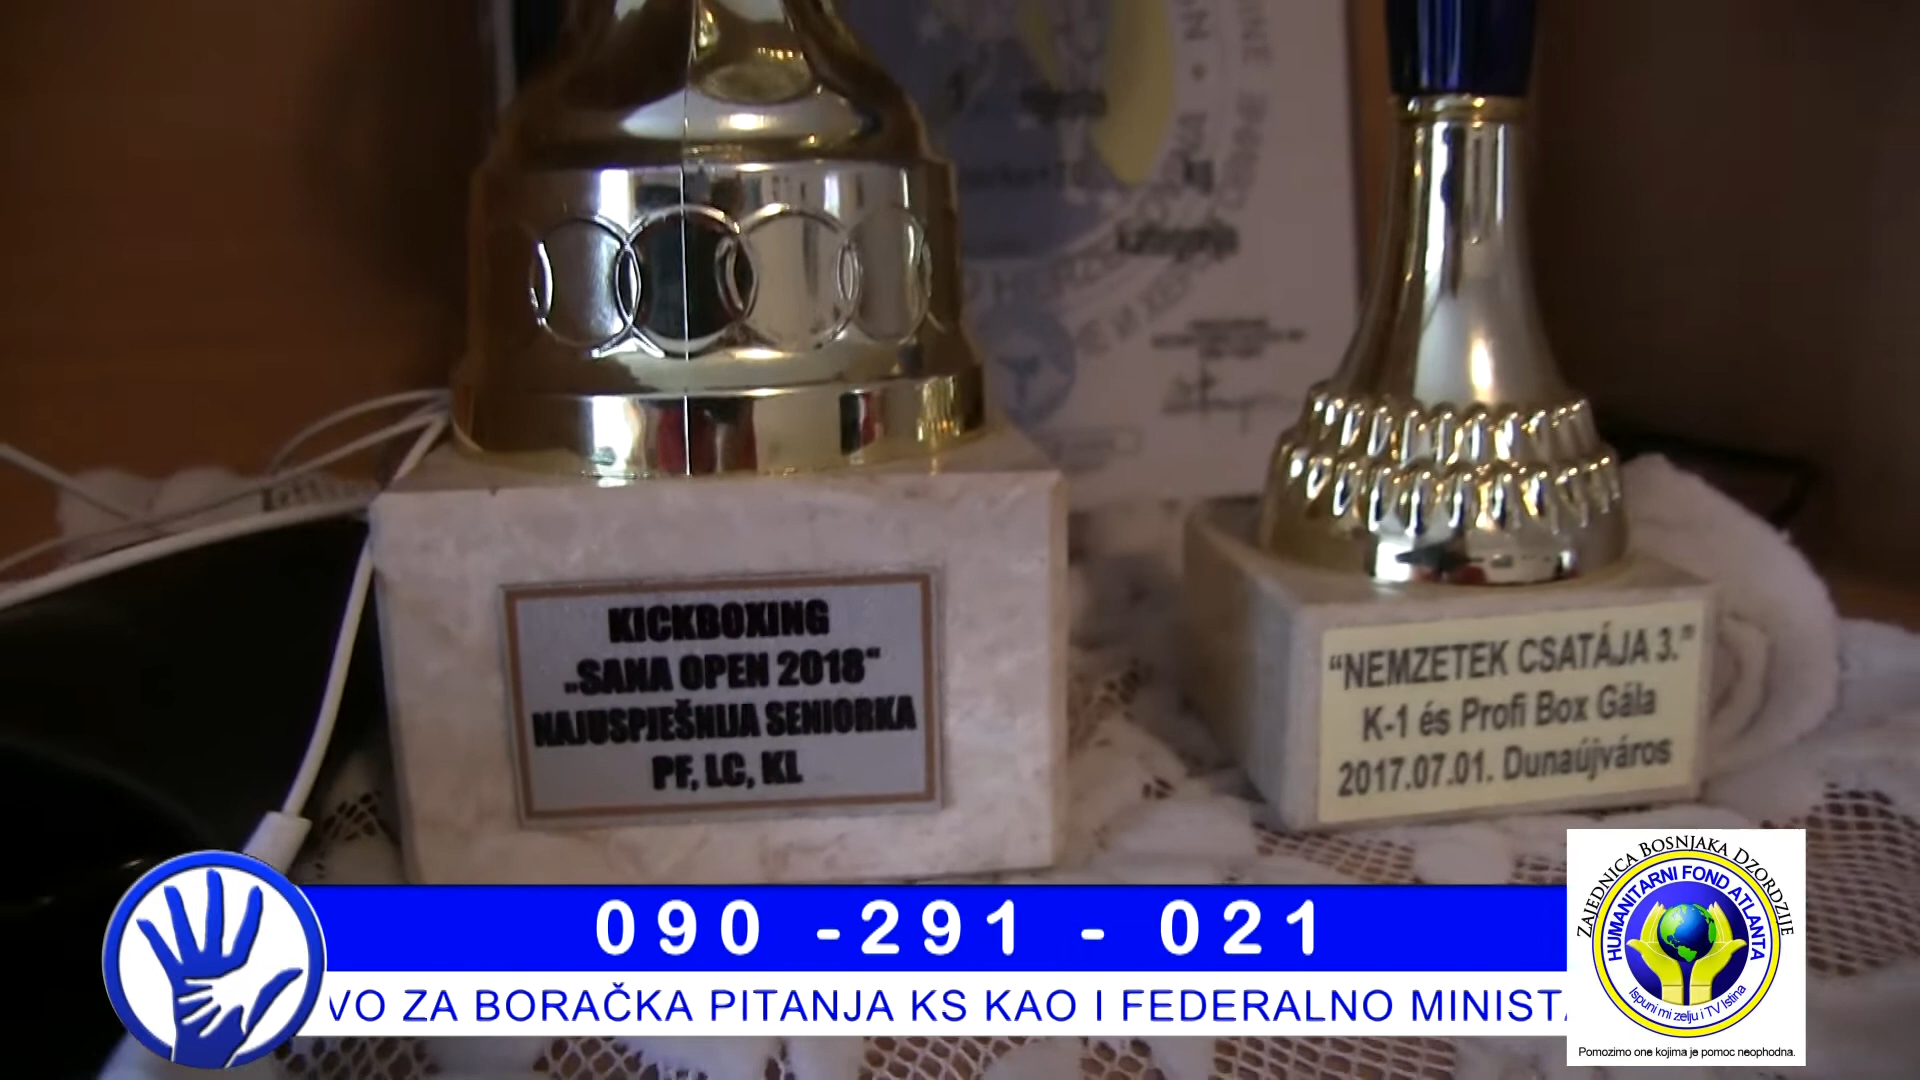 kategorija
KICKBOXING
„SANA OPEN 2018“
NAJUSPJEŠNIJA SENIORKA
PF, LC, KL
“NEMZETEK CSATÁJA 3.”
K-1 és Profi Box Gála
2017.07.01. Dunaújváros
090 -291 - 021
VO ZA BORAČKA PITANJA KS KAO I FEDERALNO MINISTA
ZAJEDNICA BOSNJAKA DZORDZIJE
HUMANITARNI FOND ATLANTA
Ispuni mi zelju i TV Istina
Pomozimo one kojima je pomoc neophodna.